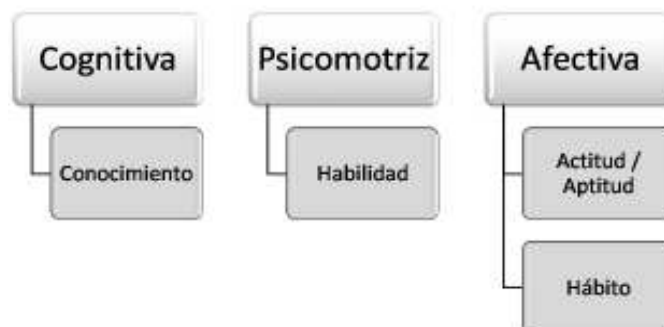 Cognitiva
Conocimiento
Psicomotriz
Habilidad
Afectiva
Actitud /
Aptitud
Hábito